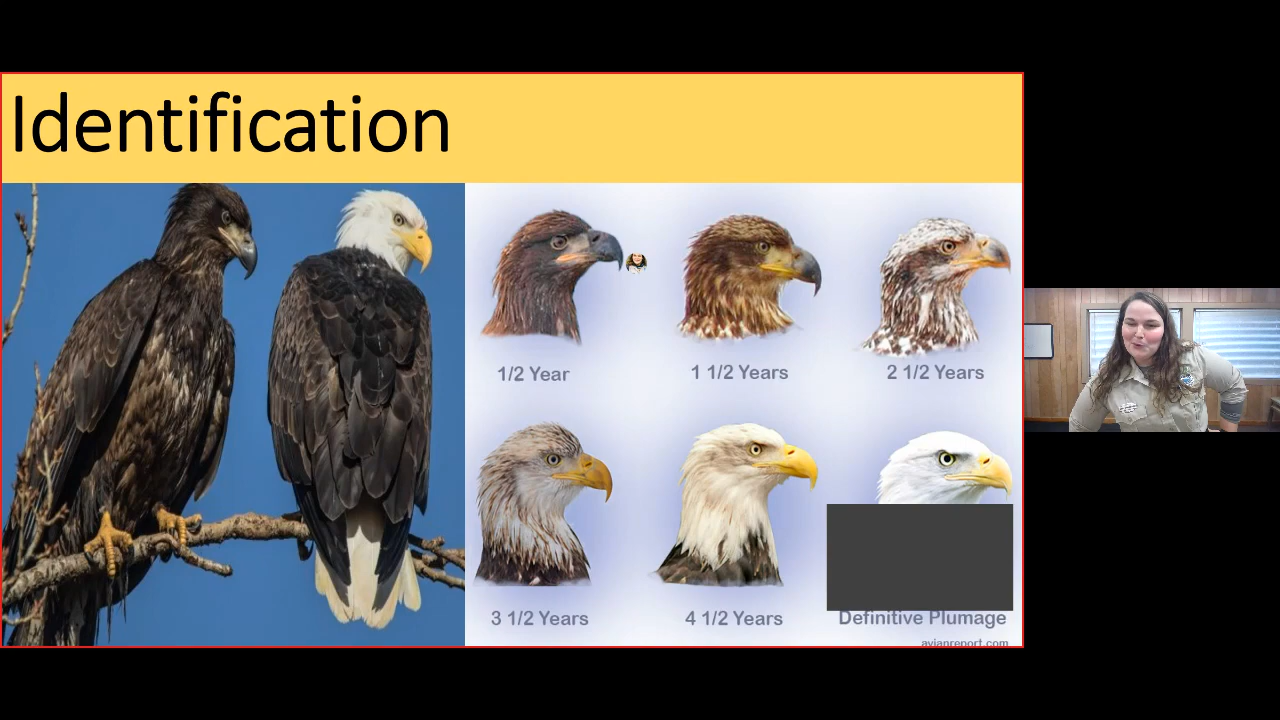 Identification
1/2 Year
1 1/2 Years
2 1/2 Years
3 1/2 Years
4 1/2 Years
Definitive Plumage
avianreport.com